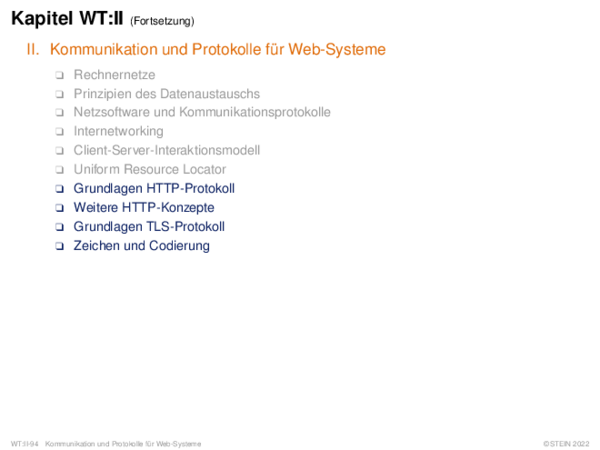 Kapitel WT:II (Fortsetzung)
II. Kommunikation und Protokolle für Web-Systeme
❑ Rechnernetze
❑ Prinzipien des Datenaustauschs
❑ Netzsoftware und Kommunikationsprotokolle
❑ Internetworking
❑ Client-Server-Interaktionsmodell
❑ Uniform Resource Locator
❑ Grundlagen HTTP-Protokoll
❑ Weitere HTTP-Konzepte
❑ Grundlagen TLS-Protokoll
❑ Zeichen und Codierung
WT:II-94 Kommunikation und Protokolle für Web-Systeme ©STEIN 2022